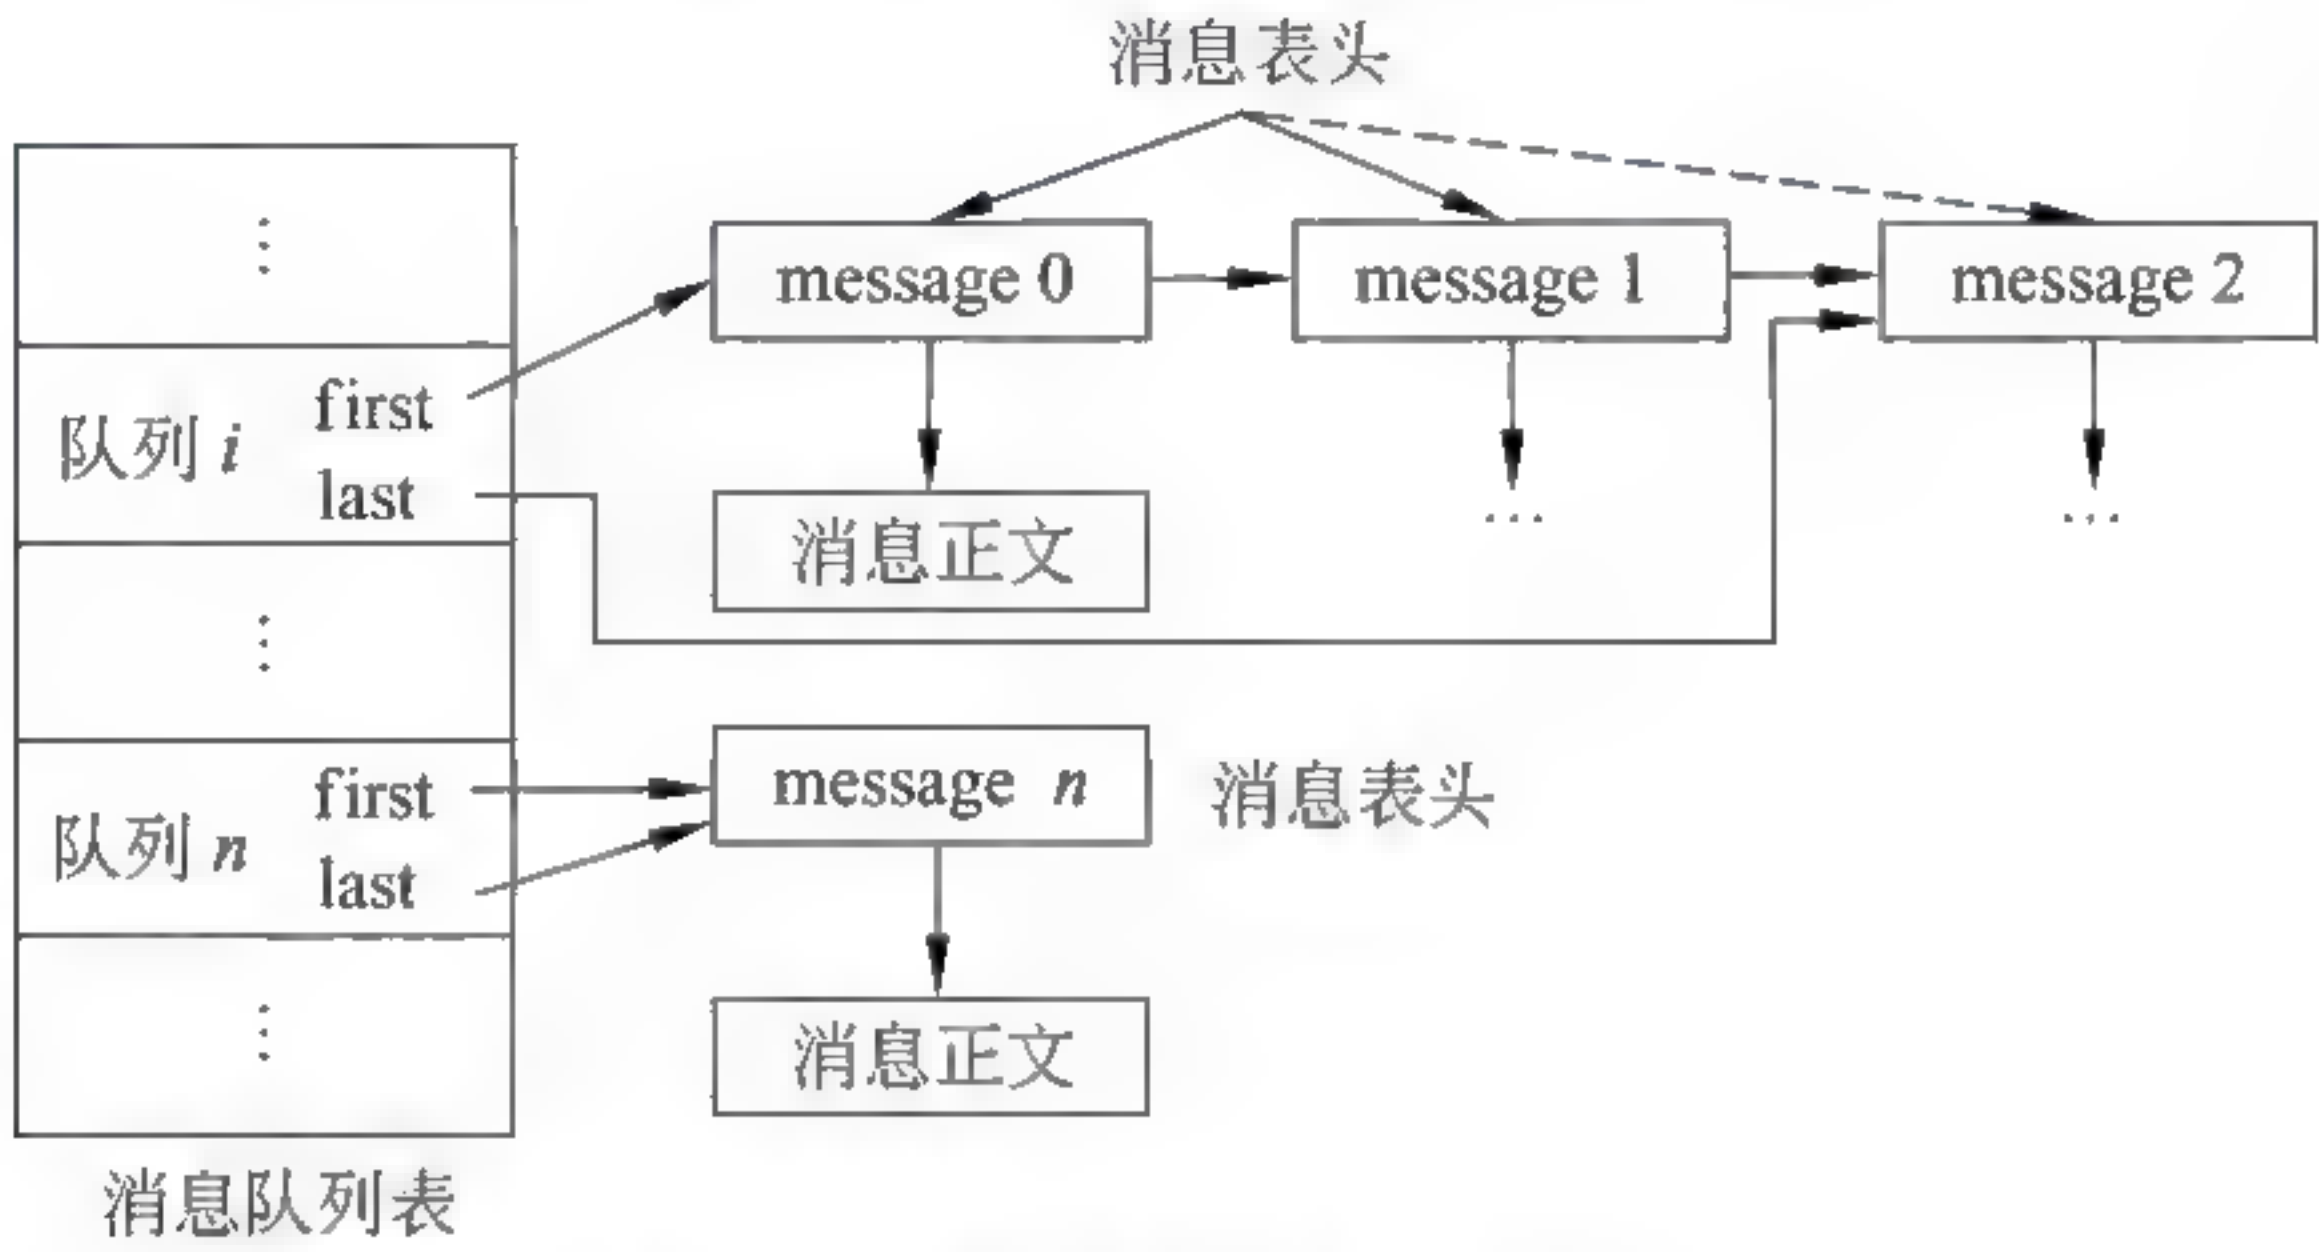 消息表头
⋮
message 0
message 1
message 2
队列 i
first
last
消息正文
…
…
⋮
队列 n
first
last
message n
消息表头
⋮
消息正文
消息队列表